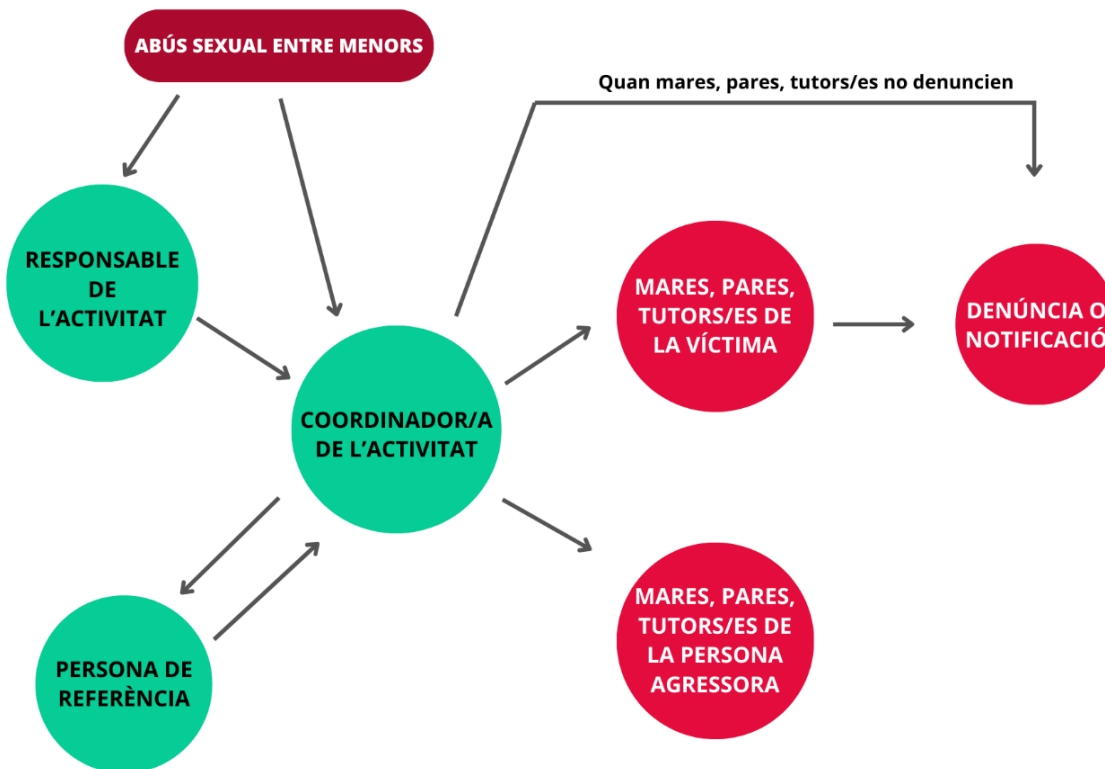 ABÚS SEXUAL ENTRE MENORS
Quan mares, pares, tutors/es no denuncien
RESPONSABLE
DE
L’ACTIVITAT
MARES, PARES,
TUTORS/ES DE
LA VÍCTIMA
DENÚNCIA O
NOTIFICACIÓ
COORDINADOR/A
DE L’ACTIVITAT
MARES, PARES,
TUTORS/ES DE
LA PERSONA
AGRESSORA
PERSONA DE
REFERÈNCIA